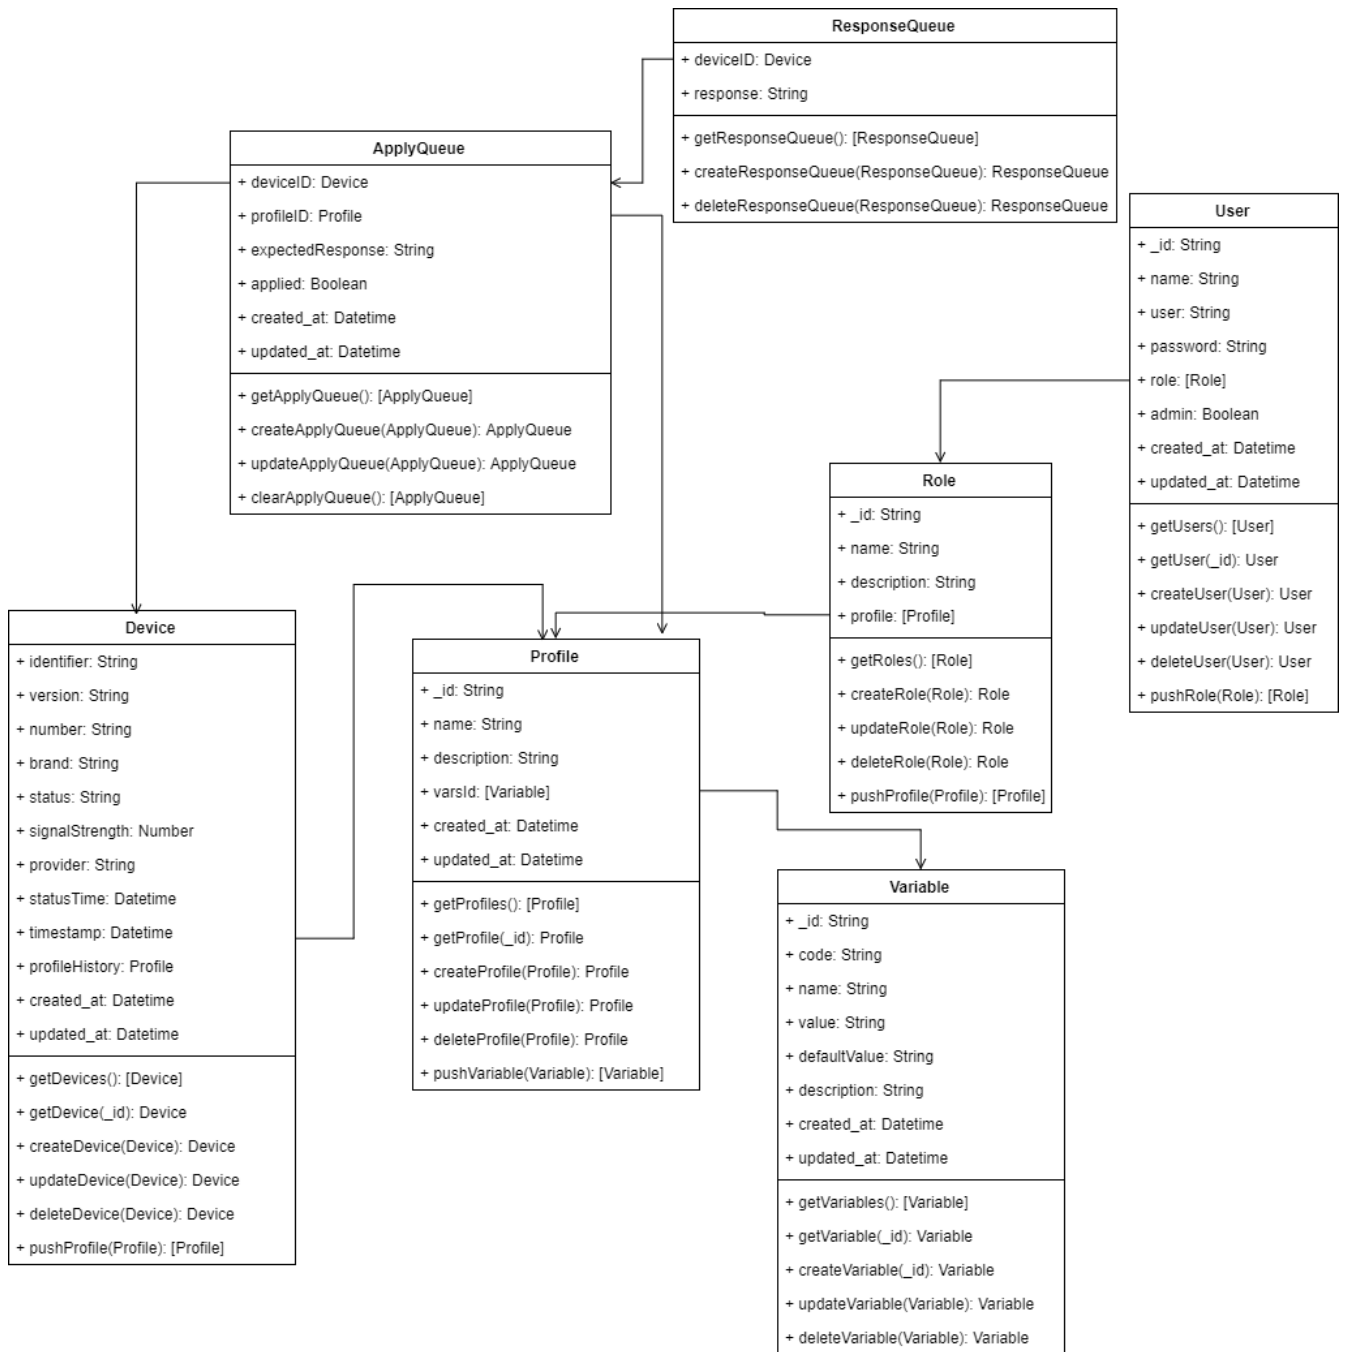 ResponseQueue
+ deviceID: Device
+ response: String
+ getResponseQueue(): [ResponseQueue]
+ createResponseQueue(ResponseQueue): ResponseQueue
+ deleteResponseQueue(ResponseQueue): ResponseQueue
ApplyQueue
+ deviceID: Device
+ profileID: Profile
+ expectedResponse: String
+ applied: Boolean
+ created_at: Datetime
+ updated_at: Datetime
+ getApplyQueue(): [ApplyQueue]
+ createApplyQueue(ApplyQueue): ApplyQueue
+ updateApplyQueue(ApplyQueue): ApplyQueue
+ clearApplyQueue(): [ApplyQueue]
User
+ _id: String
+ name: String
+ user: String
+ password: String
+ role: [Role]
+ admin: Boolean
+ created_at: Datetime
+ updated_at: Datetime
+ getUsers(): [User]
+ getUser(_id): User
+ createUser(User): User
+ updateUser(User): User
+ deleteUser(User): User
+ pushRole(Role): [Role]
Role
+ _id: String
+ name: String
+ description: String
+ profile: [Profile]
+ getRoles(): [Role]
+ createRole(Role): Role
+ updateRole(Role): Role
+ deleteRole(Role): Role
+ pushProfile(Profile): [Profile]
Device
+ identifier: String
+ version: String
+ number: String
+ brand: String
+ status: String
+ signalStrength: Number
+ provider: String
+ statusTime: Datetime
+ timestamp: Datetime
+ profileHistory: Profile
+ created_at: Datetime
+ updated_at: Datetime
+ getDevices(): [Device]
+ getDevice(_id): Device
+ createDevice(Device): Device
+ updateDevice(Device): Device
+ deleteDevice(Device): Device
+ pushProfile(Profile): [Profile]
Profile
+ _id: String
+ name: String
+ description: String
+ varsId: [Variable]
+ created_at: Datetime
+ updated_at: Datetime
+ getProfiles(): [Profile]
+ getProfile(_id): Profile
+ createProfile(Profile): Profile
+ updateProfile(Profile): Profile
+ deleteProfile(Profile): Profile
+ pushVariable(Variable): [Variable]
Variable
+ _id: String
+ code: String
+ name: String
+ value: String
+ defaultValue: String
+ description: String
+ created_at: Datetime
+ updated_at: Datetime
+ getVariables(): [Variable]
+ getVariable(_id): Variable
+ createVariable(_id): Variable
+ updateVariable(Variable): Variable
+ deleteVariable(Variable): Variable